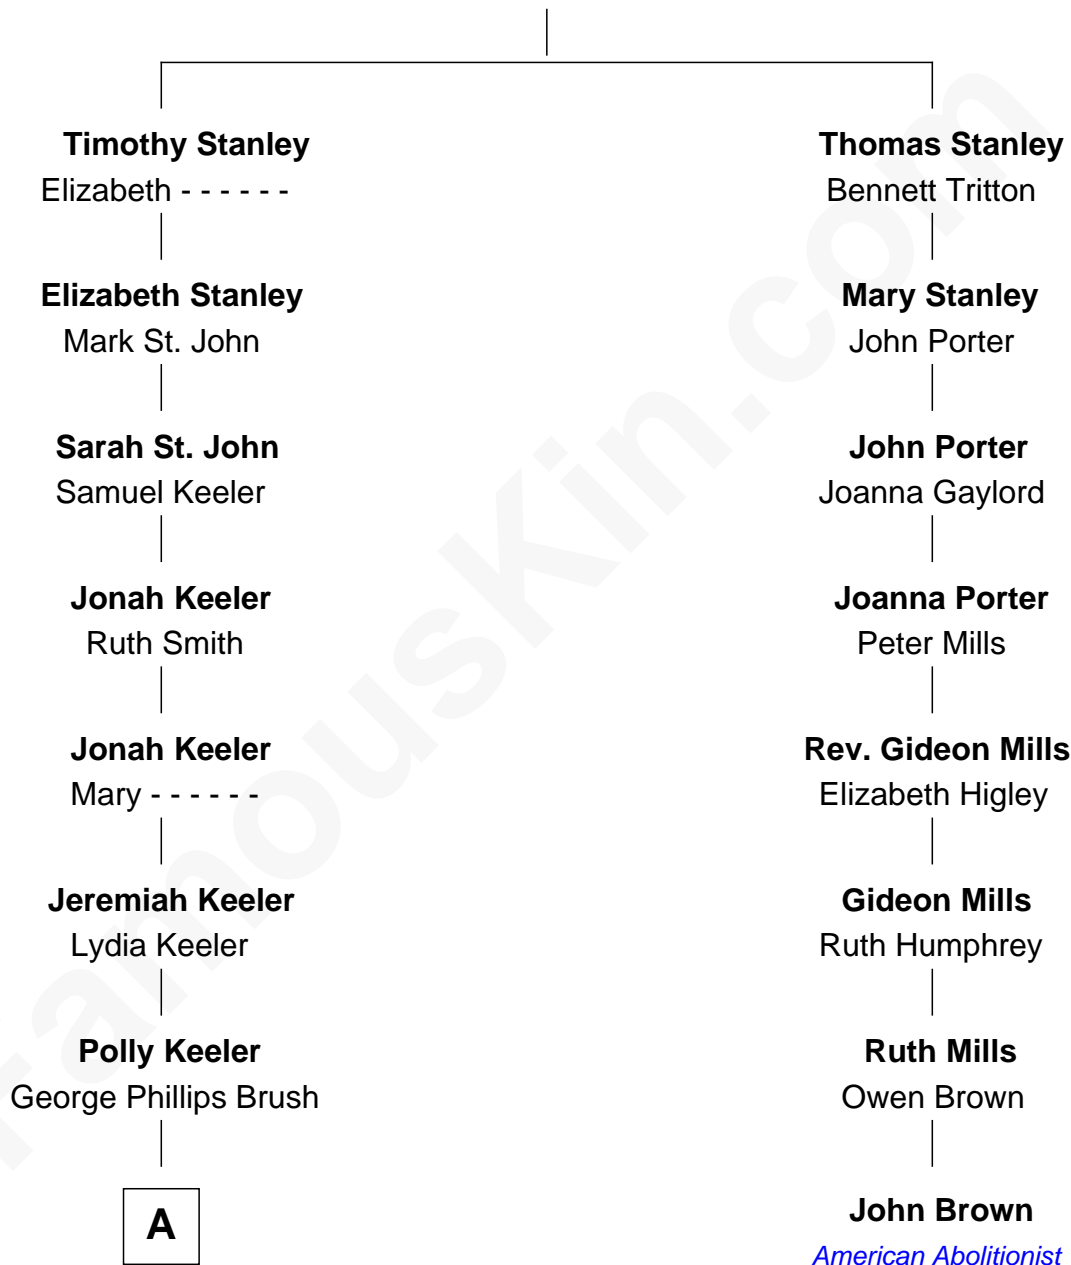 Timothy Stanley
Elizabeth - - - - - -
Thomas Stanley
Bennett Tritton
Elizabeth Stanley
Mark St. John
Mary Stanley
John Porter
Sarah St. John
Samuel Keeler
John Porter
Joanna Gaylord
Jonah Keeler
Ruth Smith
Joanna Porter
Peter Mills
Jonah Keeler
Mary - - - - - -
Rev. Gideon Mills
Elizabeth Higley
Jeremiah Keeler
Lydia Keeler
Gideon Mills
Ruth Humphrey
Polly Keeler
George Phillips Brush
Ruth Mills
Owen Brown
A
John Brown
American Abolitionist
FamousKin.com